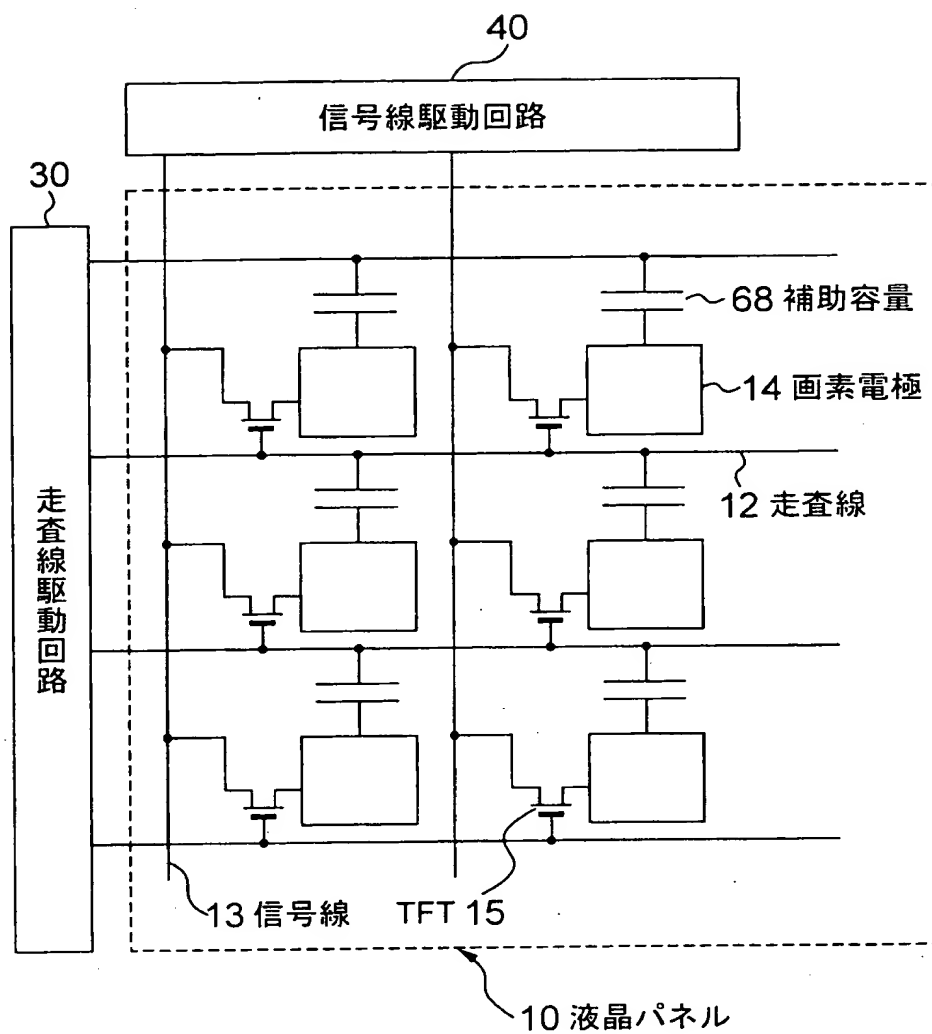 40
信号線駆動回路
30
68 補助容量
14 画素電極
12 走査線
走査線駆動回路
13 信号線
TFT 15
10 液晶パネル